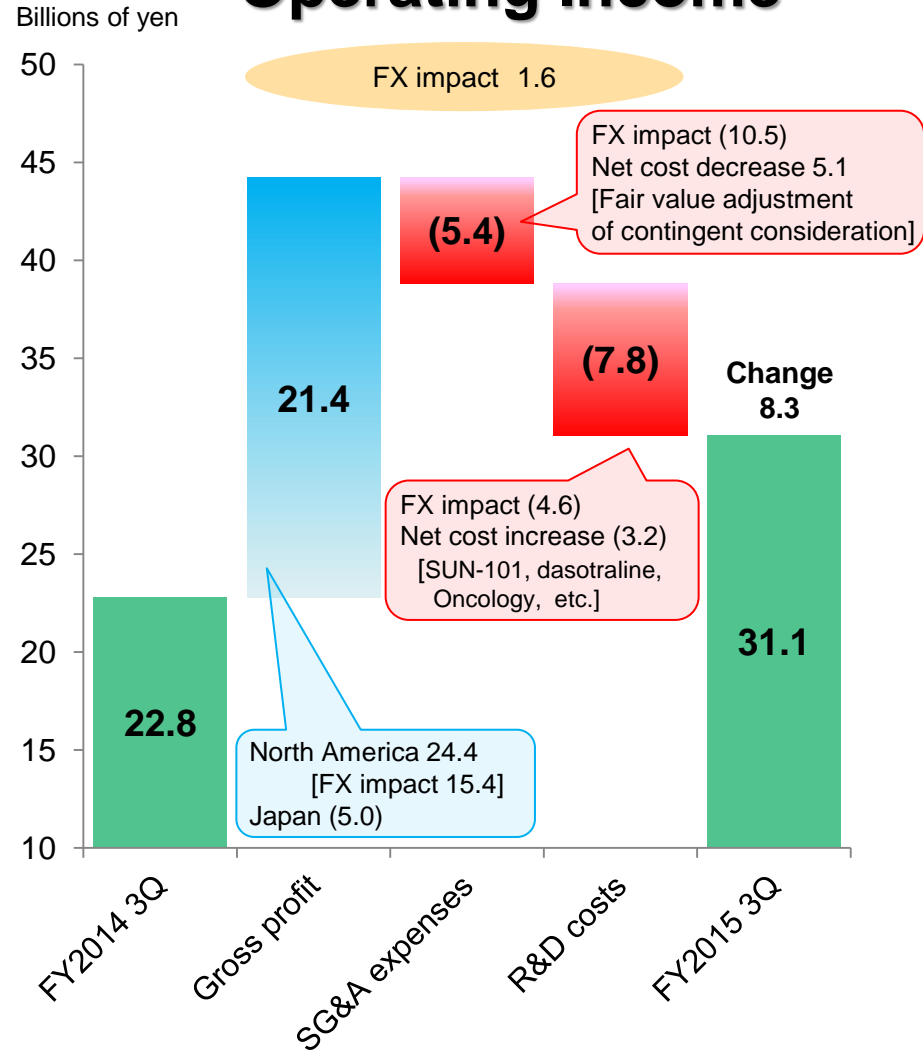 Operating Income
Billions of yen
50
45
40
35
30
25
20
15
10
FX impact 1.6
FX impact (10.5)
Net cost decrease 5.1
[Fair value adjustment
of contingent consideration]
(5.4)
(7.8)
21.4
Change
8.3
FX impact (4.6)
Net cost increase (3.2)
[SUN-101, dasotraline,
Oncology, etc.]
31.1
22.8
North America 24.4
[FX impact 15.4]
Japan (5.0)
FY2014 3Q
Gross profit
SG&A expenses
R&D costs
FY2015 3Q